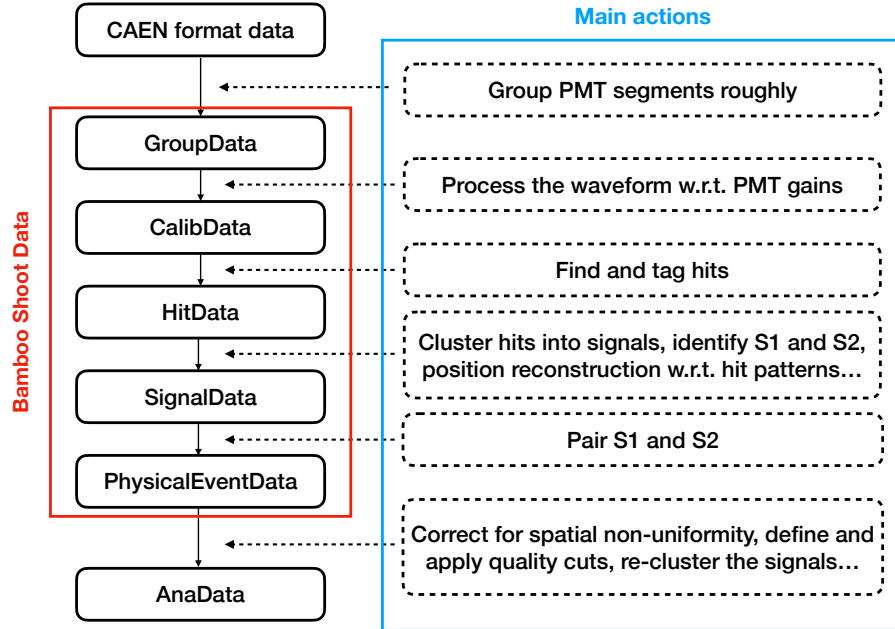 Main actions
CAEN format data
Group PMT segments roughly
Bamboo Shoot Data
GroupData
Process the waveform w.r.t. PMT gains
CalibData
Find and tag hits
HitData
Cluster hits into signals, identify S1 and S2,
position reconstruction w.r.t. hit patterns…
SignalData
Pair S1 and S2
PhysicalEventData
Correct for spatial non-uniformity, define and
apply quality cuts, re-cluster the signals…
AnaData